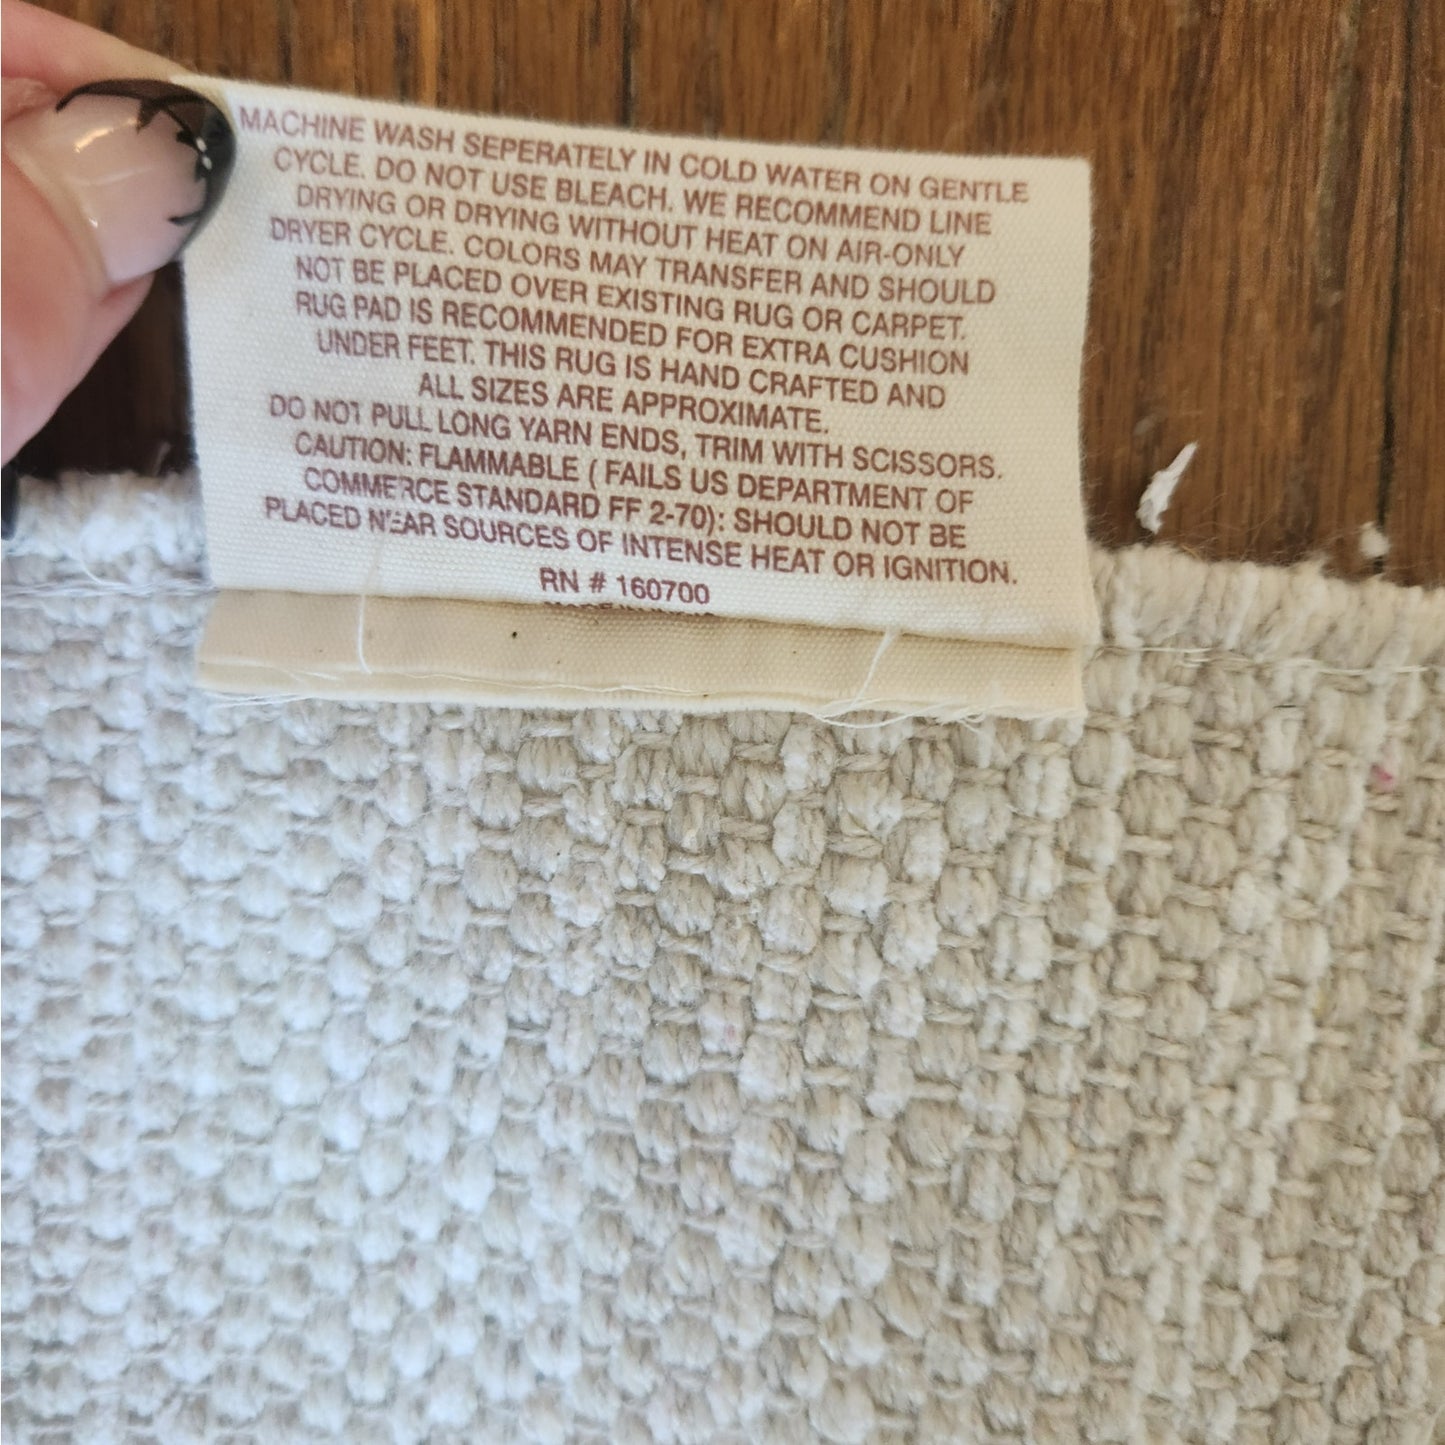 MACHINE WASH SEPERATELY IN COLD WATER ON GENTLE
CYCLE. DO NOT USE BLEACH. WE RECOMMEND LINE
DRYING OR DRYING WITHOUT HEAT ON AIR-ONLY
DRYER CYCLE. COLORS MAY TRANSFER AND SHOULD
NOT BE PLACED OVER EXISTING RUG OR CARPET.
RUG PAD IS RECOMMENDED FOR EXTRA CUSHION
UNDER FEET. THIS RUG IS HAND CRAFTED AND
ALL SIZES ARE APPROXIMATE.
DO NOT PULL LONG YARN ENDS, TRIM WITH SCISSORS.
CAUTION: FLAMMABLE ( FAILS US DEPARTMENT OF
COMMERCE STANDARD FF 2-70): SHOULD NOT BE
PLACED NEAR SOURCES OF INTENSE HEAT OR IGNITION.
RN # 160700